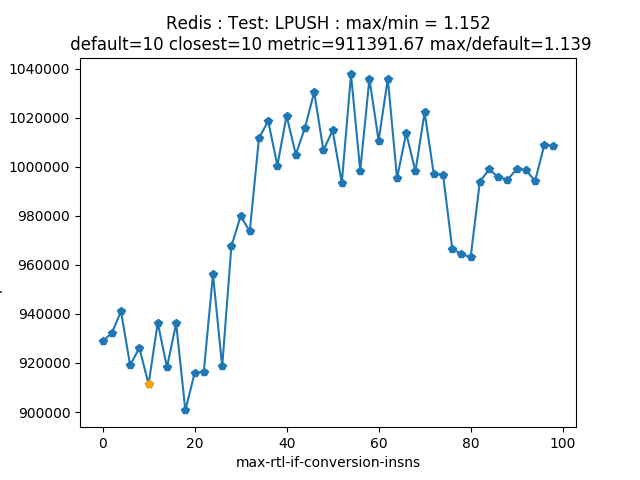 Redis : Test: LPUSH : max/min = 1.152
default=10 closest=10 metric=911391.67 max/default=1.139
1040000
1020000
1000000
980000
960000
940000
920000
900000
0 20 40 60 80 100
max-rtl-if-conversion-insns